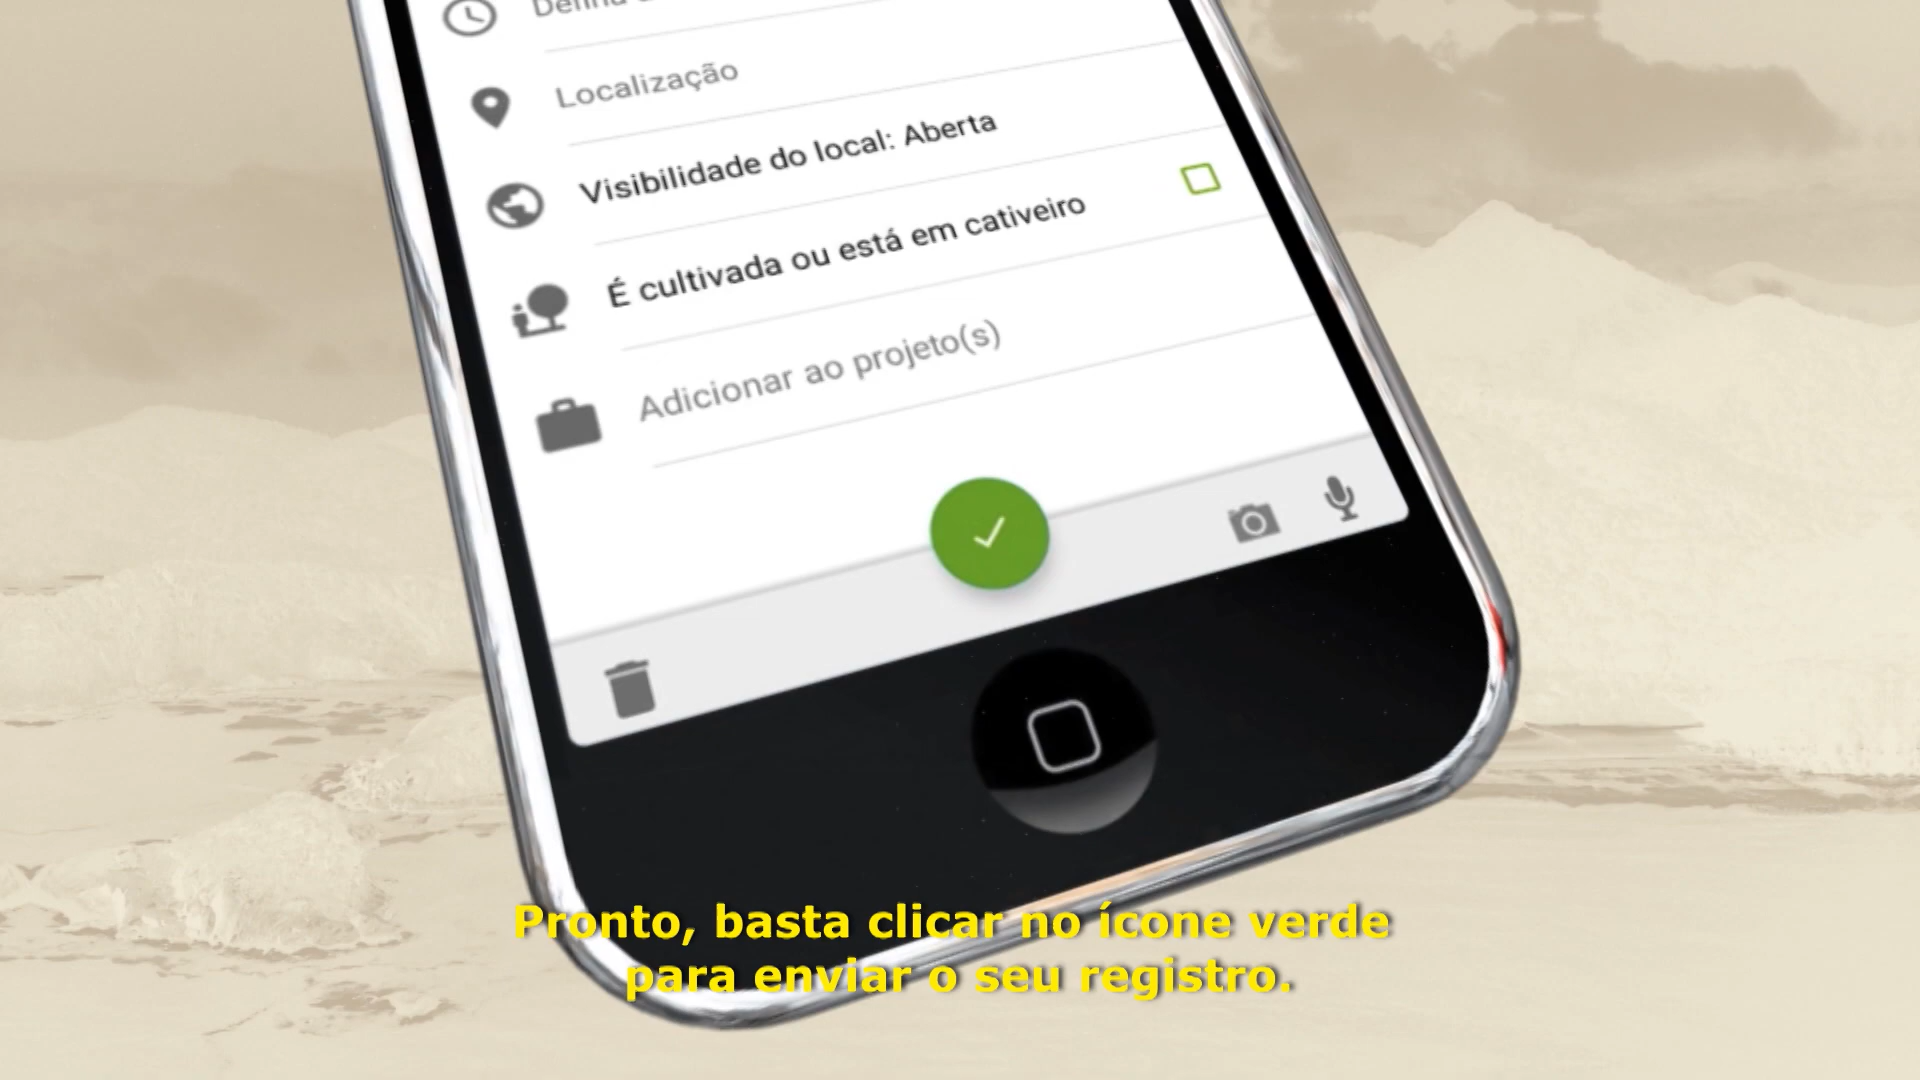 Defina
Localização
Visibilidade do local: Aberta
É cultivada ou está em cativeiro
Adicionar ao projeto(s)
Pronto, basta clicar no ícone verde
para enviar o seu registro.